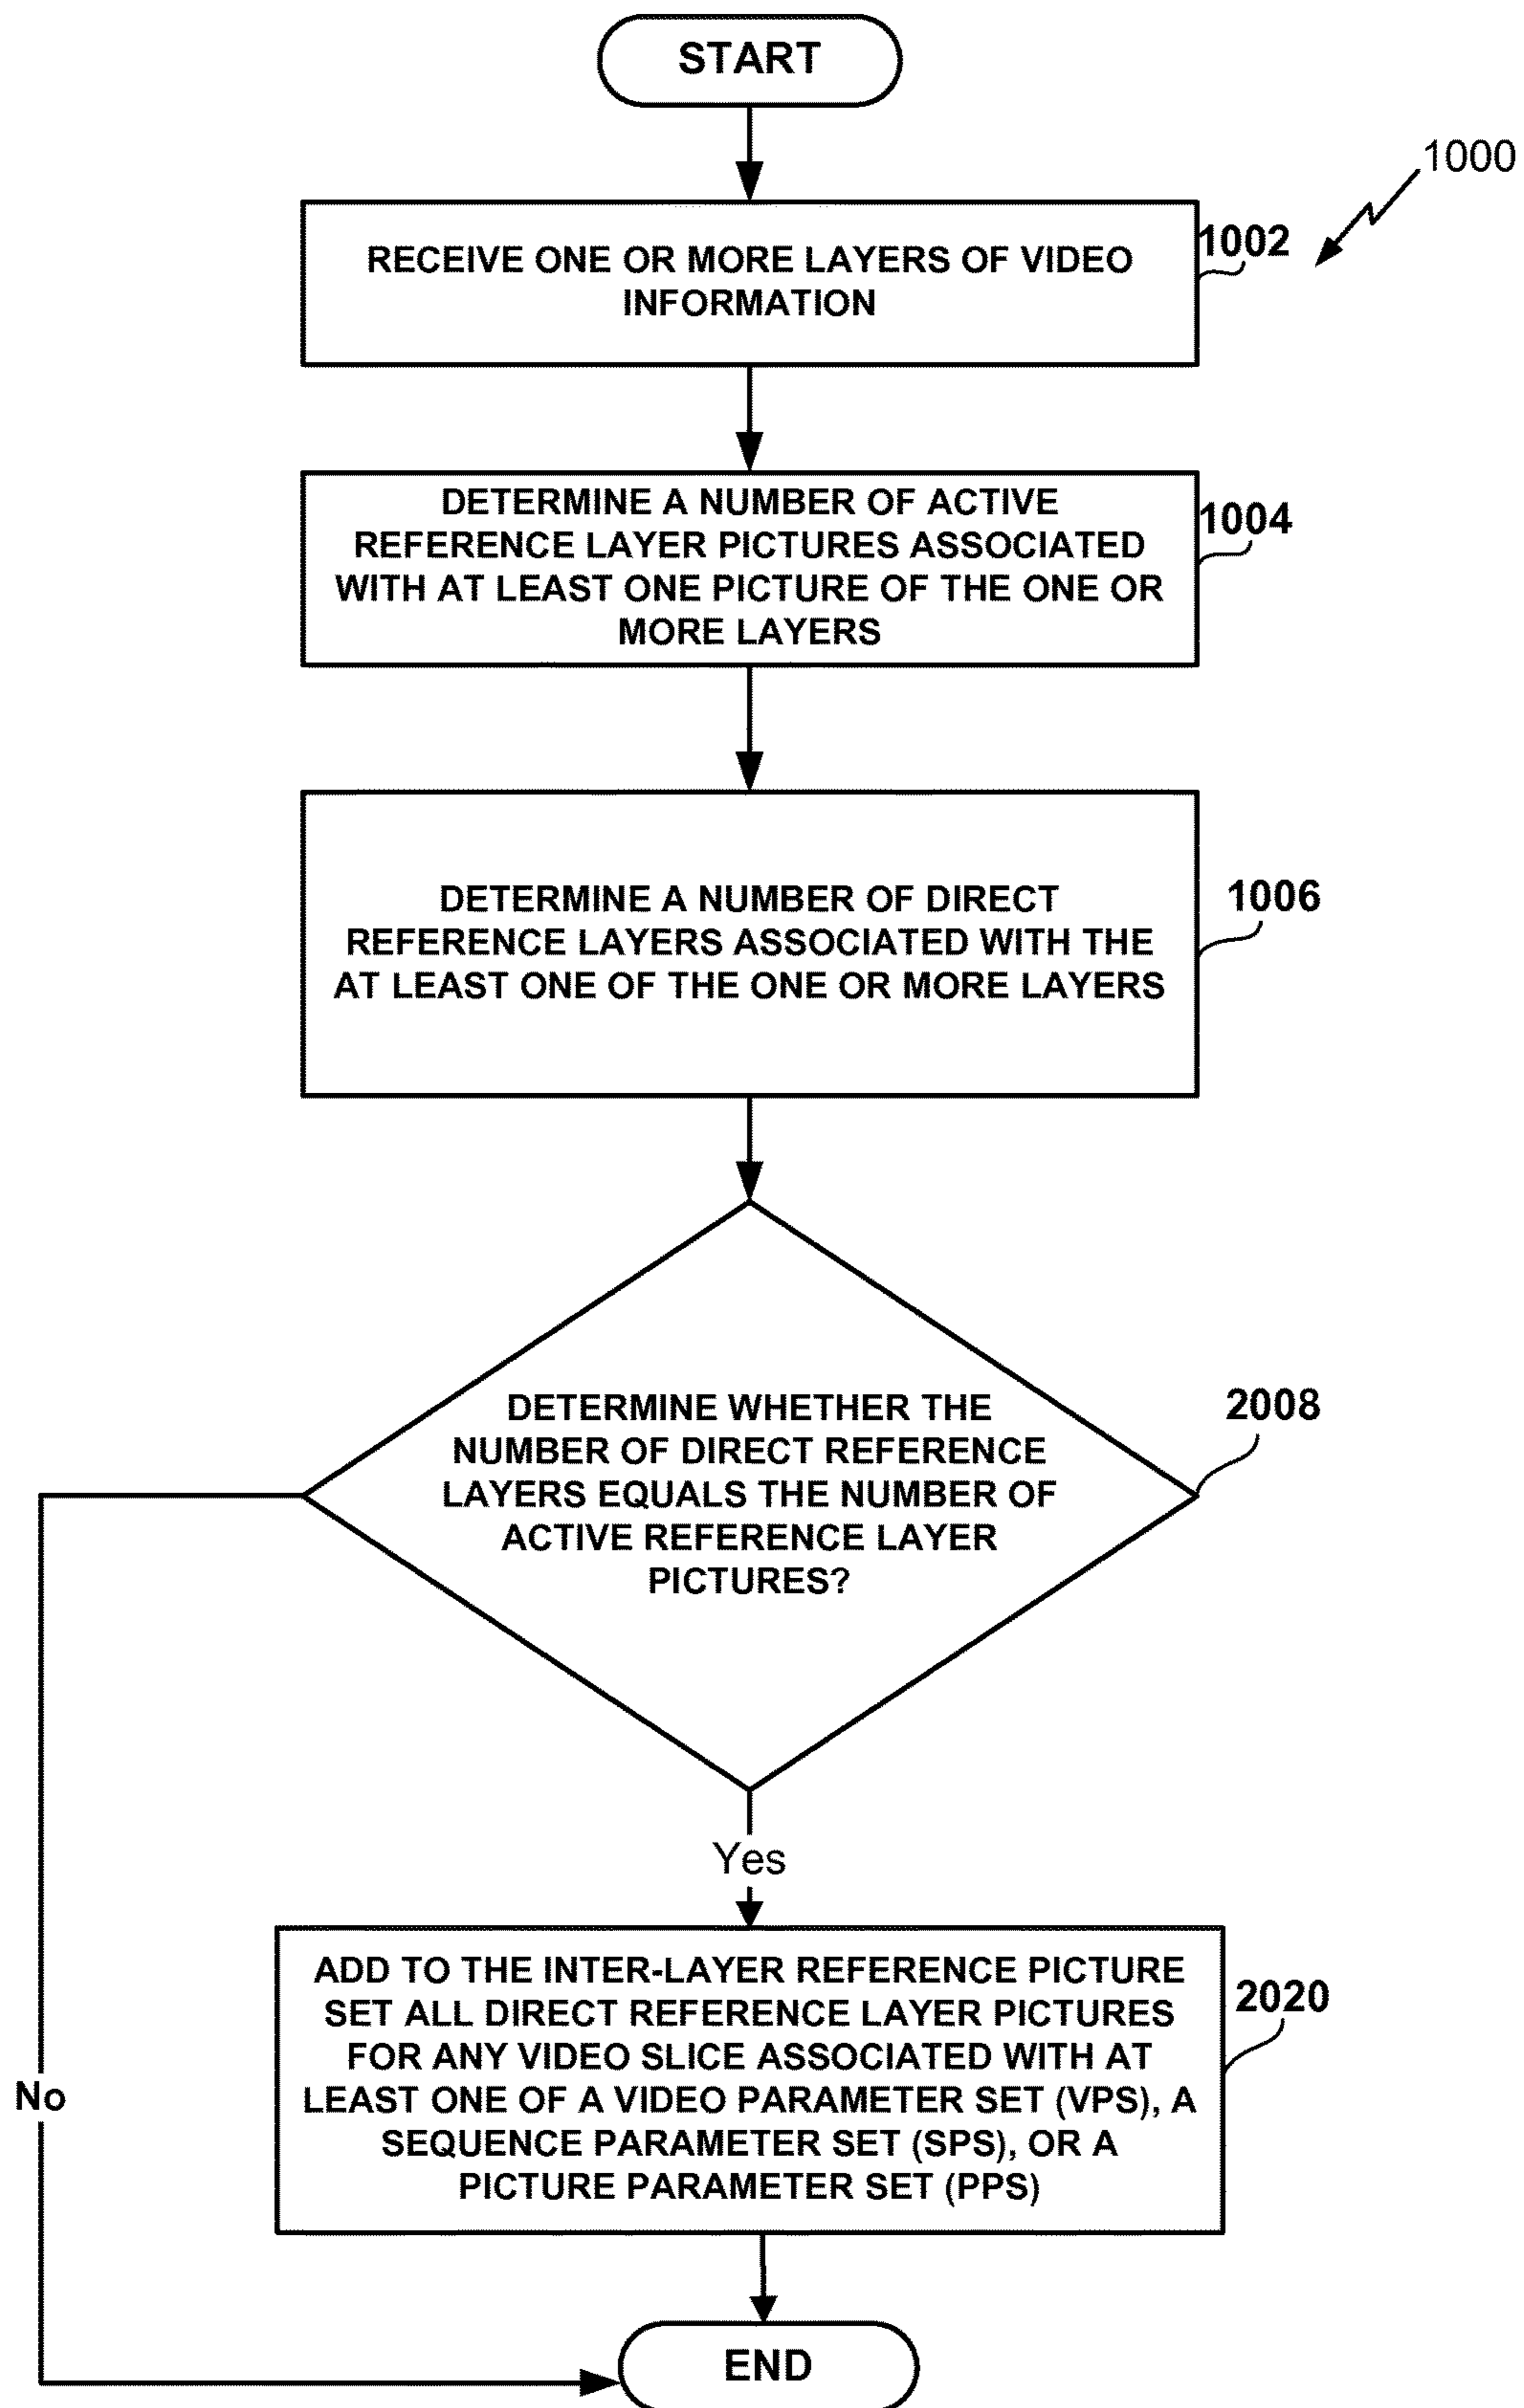 START
1000
RECEIVE ONE OR MORE LAYERS OF VIDEO
INFORMATION
1002
DETERMINE A NUMBER OF ACTIVE
REFERENCE LAYER PICTURES ASSOCIATED
WITH AT LEAST ONE PICTURE OF THE ONE OR
MORE LAYERS
1004
DETERMINE A NUMBER OF DIRECT
REFERENCE LAYERS ASSOCIATED WITH THE
AT LEAST ONE OF THE ONE OR MORE LAYERS
1006
DETERMINE WHETHER THE
NUMBER OF DIRECT REFERENCE
LAYERS EQUALS THE NUMBER OF
ACTIVE REFERENCE LAYER
PICTURES?
2008
Yes
ADD TO THE INTER-LAYER REFERENCE PICTURE
SET ALL DIRECT REFERENCE LAYER PICTURES
FOR ANY VIDEO SLICE ASSOCIATED WITH AT
LEAST ONE OF A VIDEO PARAMETER SET (VPS), A
SEQUENCE PARAMETER SET (SPS), OR A
PICTURE PARAMETER SET (PPS)
2020
No
END